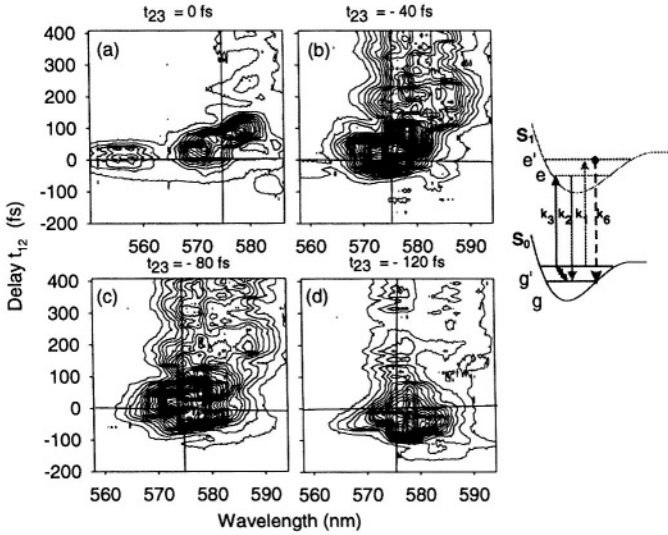 t23 = 0 fs
t23 = - 40 fs
(a)
(b)
400
300
200
100
0
-100
-200
560
570
580
590
560
570
580
590
t23 = - 80 fs
t23 = - 120 fs
(c)
(d)
400
300
200
100
0
-100
-200
560
570
580
590
560
570
580
590
Delay t12 (fs)
Wavelength (nm)
S1
e'
e
k3
k2
k6
S0
g'
g